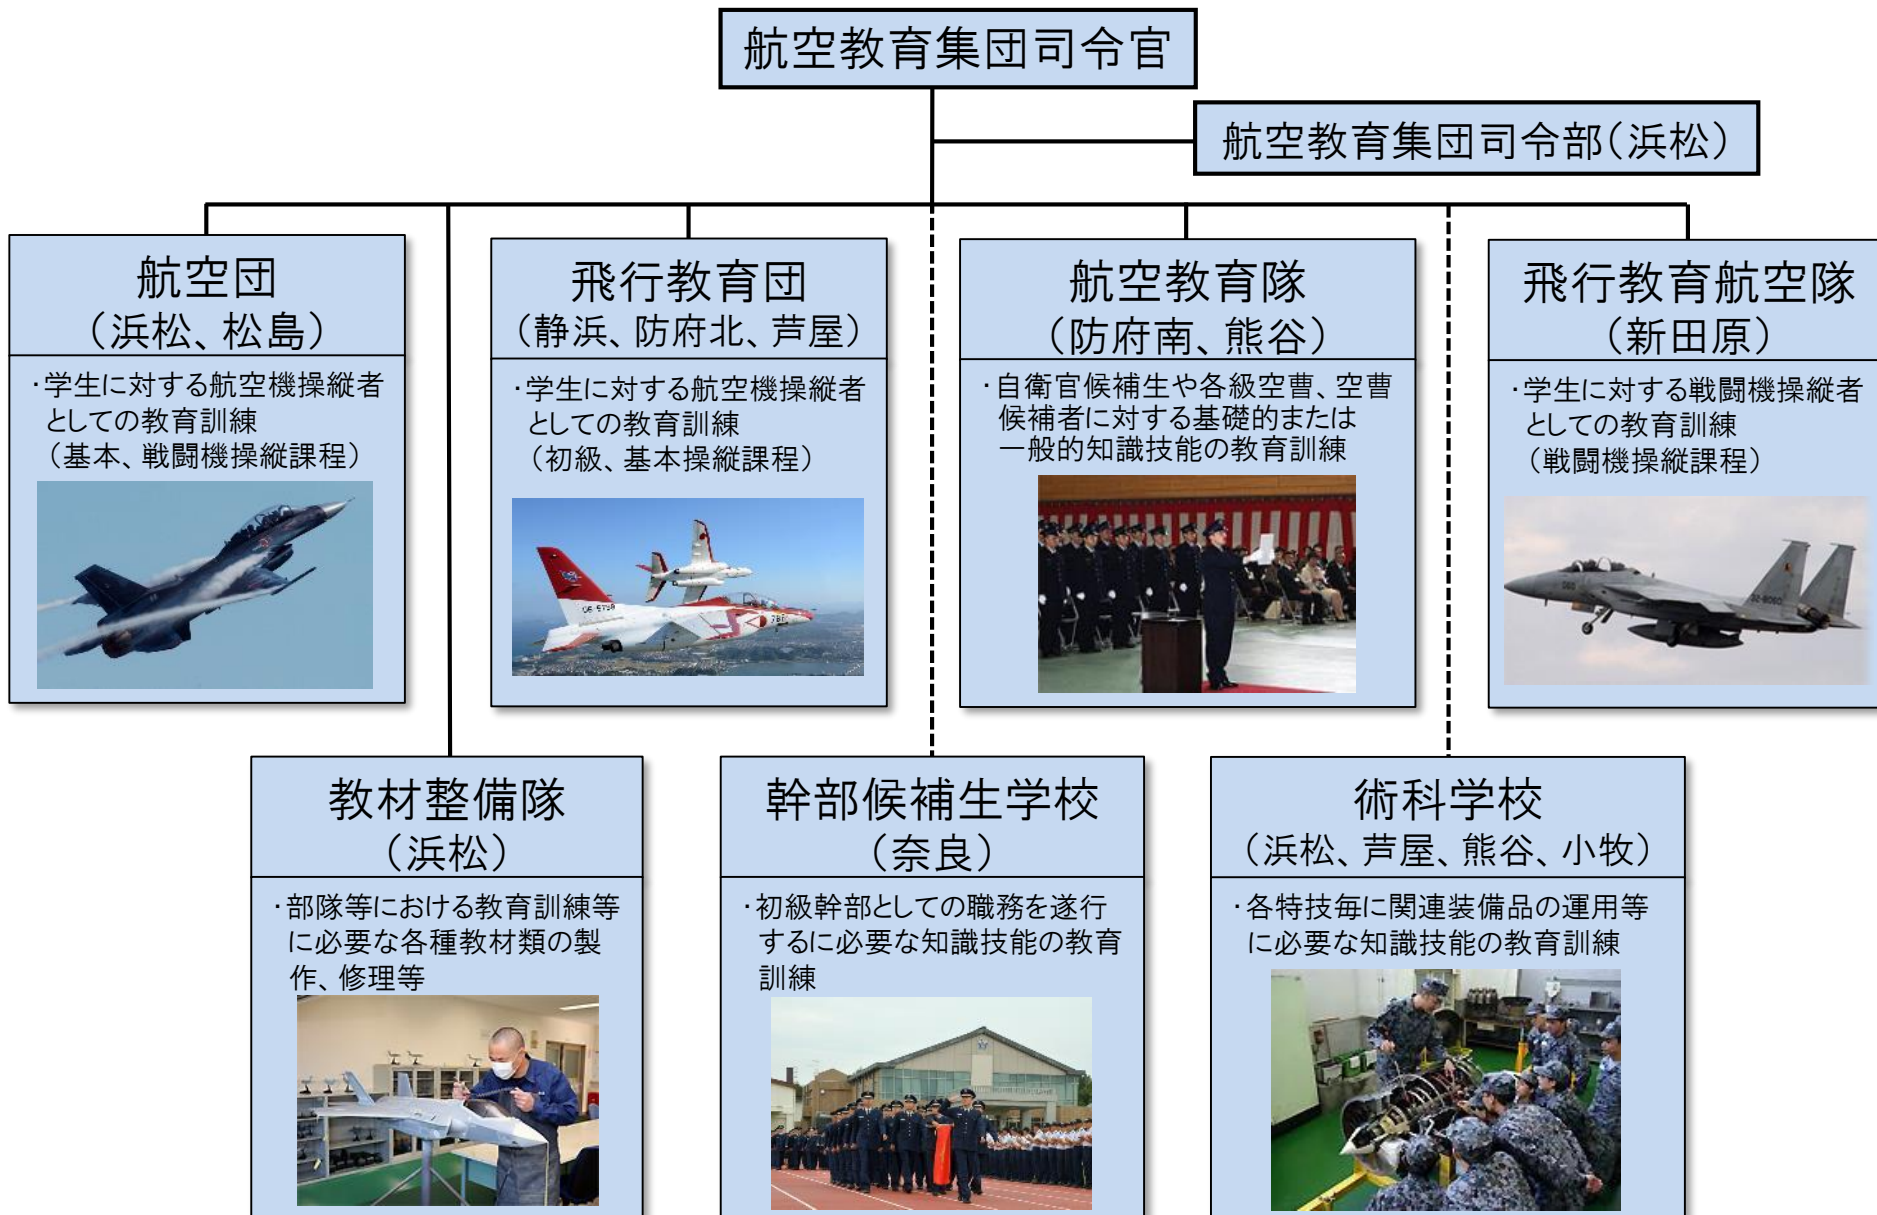 航空教育集団司令官
航空教育集団司令部（浜松）
航空団
（浜松、松島）
・学生に対する航空機操縦者
としての教育訓練
（基本、戦闘機操縦課程）
飛行教育団
（静浜、防府北、芦屋）
・学生に対する航空機操縦者
としての教育訓練
（初級、基本操縦課程）
航空教育隊
（防府南、熊谷）
・自衛官候補生や各級空曹、空曹
候補者に対する基礎的または
一般的知識技能の教育訓練
飛行教育航空隊
（新田原）
・学生に対する戦闘機操縦者
としての教育訓練
（戦闘機操縦課程）
教材整備隊
（浜松）
・部隊等における教育訓練等
に必要な各種教材類の製
作、修理等
幹部候補生学校
（奈良）
・初級幹部としての職務を遂行
するに必要な知識技能の教育
訓練
術科学校
（浜松、芦屋、熊谷、小牧）
・各特技毎に関連装備品の運用等
に必要な知識技能の教育訓練